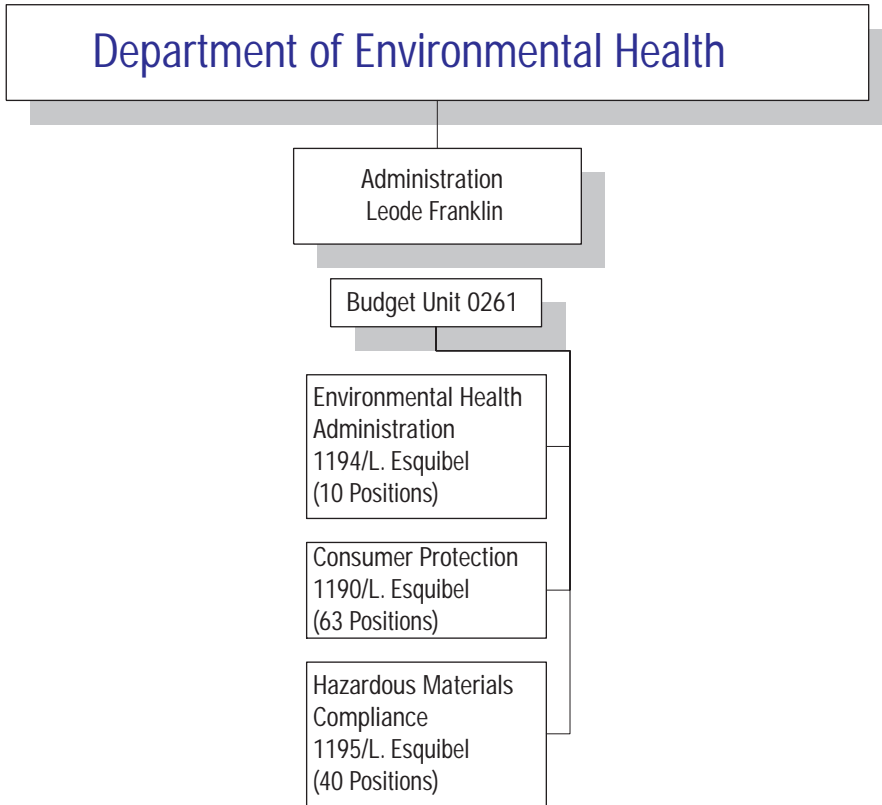 Department of Environmental Health
Administration
Leode Franklin
Budget Unit 0261
Environmental Health
Administration
1194/L. Esquibel
(10 Positions)
Consumer Protection
1190/L. Esquibel
(63 Positions)
Hazardous Materials
Compliance
1195/L. Esquibel
(40 Positions)